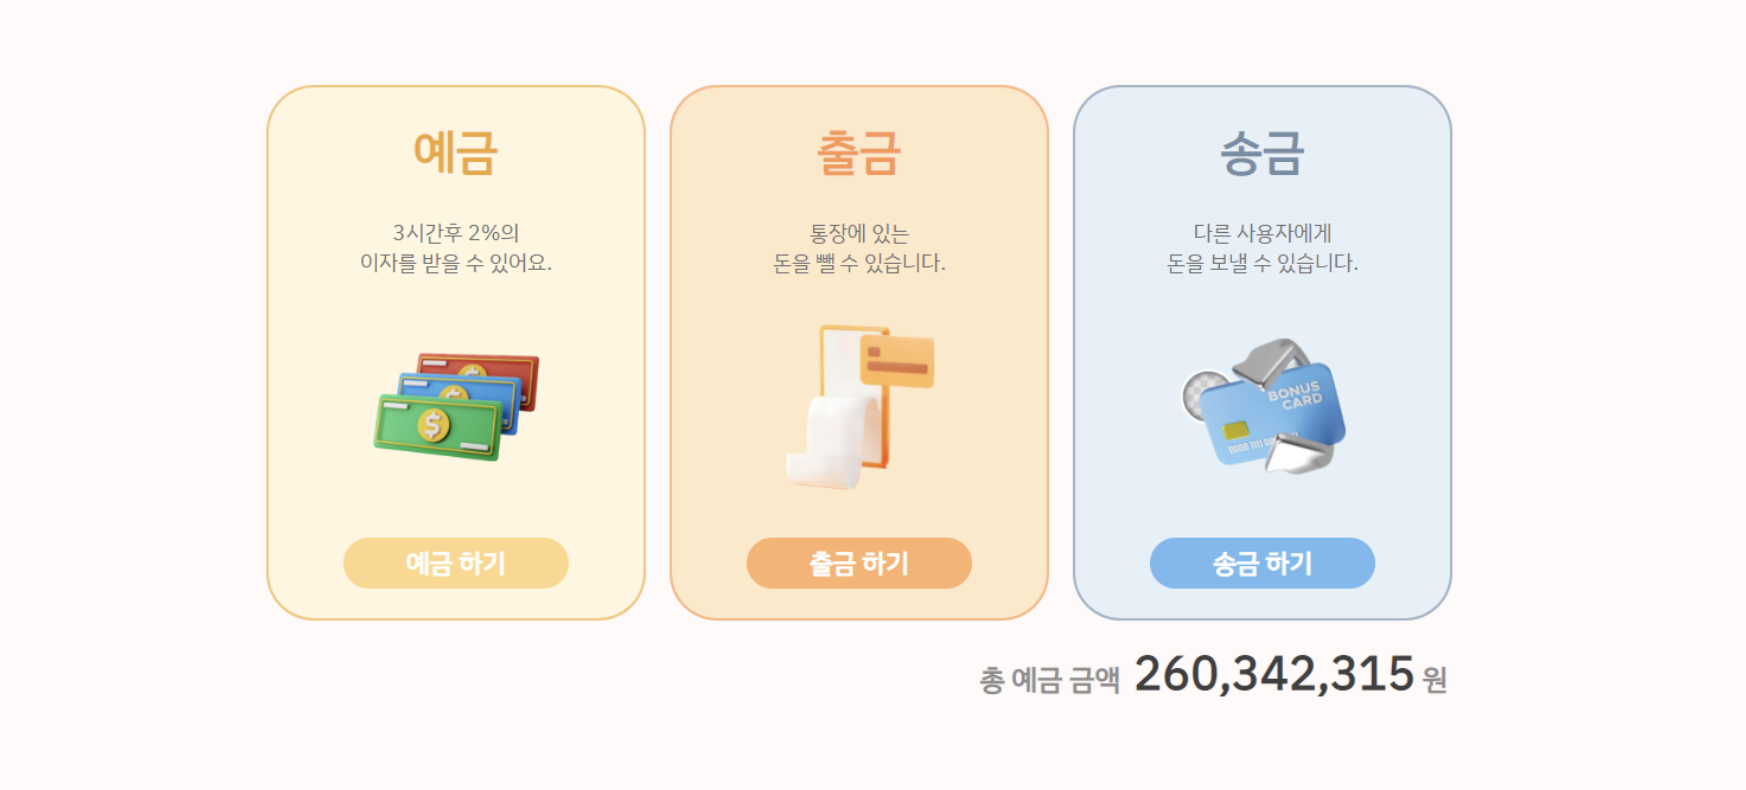 예금
3시간후 2%의
이자를 받을 수 있어요.
예금 하기
출금
통장에 있는
돈을 뺄 수 있습니다.
출금 하기
송금
다른 사용자에게
돈을 보낼 수 있습니다.
BONUS
CARD
송금 하기
총 예금 금액 260,342,315 원